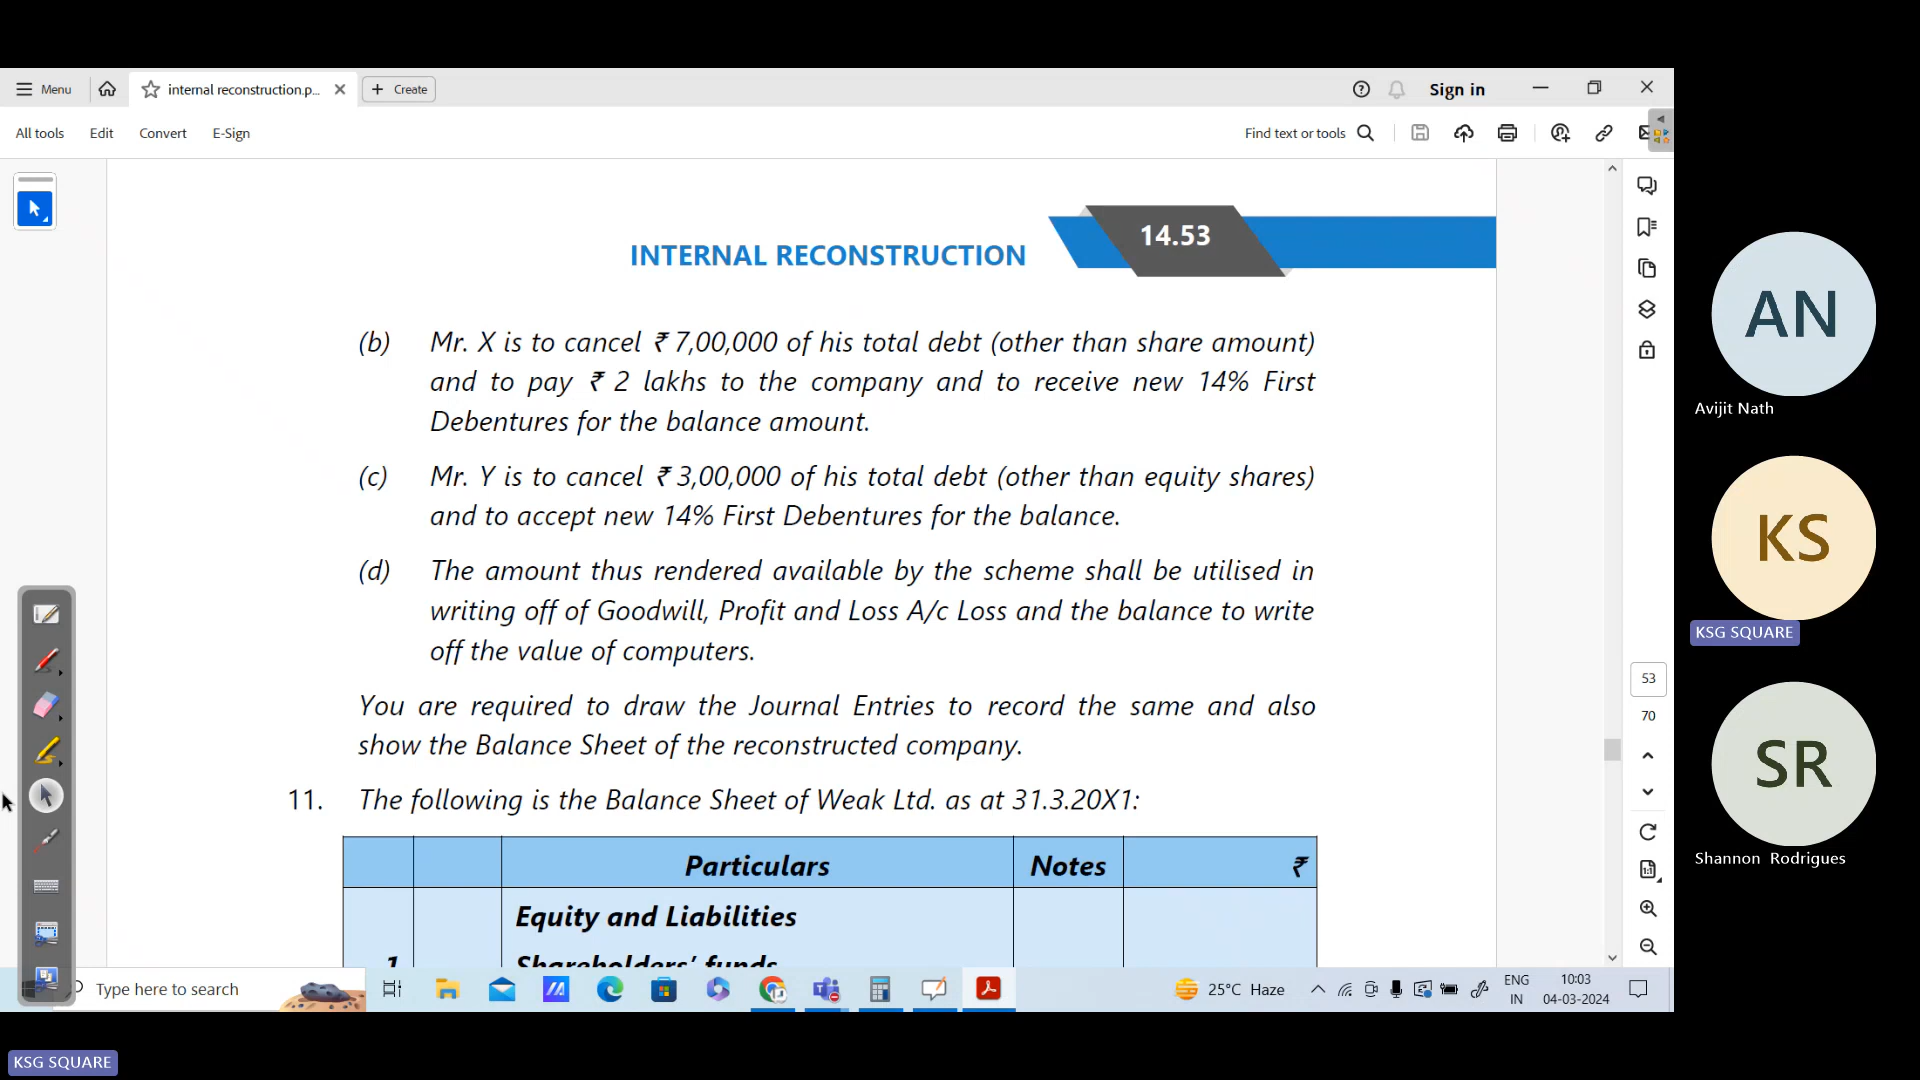 Menu
internal reconstruction.p...
Create
Sign in
All tools
Edit
Convert
E-Sign
Find text or tools
14.53
INTERNAL RECONSTRUCTION
(b) Mr. X is to cancel ₹ 7,00,000 of his total debt (other than share amount)
and to pay ₹ 2 lakhs to the company and to receive new 14% First
Debentures for the balance amount.
(c) Mr. Y is to cancel ₹ 3,00,000 of his total debt (other than equity shares)
and to accept new 14% First Debentures for the balance.
(d) The amount thus rendered available by the scheme shall be utilised in
writing off of Goodwill, Profit and Loss A/c Loss and the balance to write
off the value of computers.
You are required to draw the Journal Entries to record the same and also
show the Balance Sheet of the reconstructed company.
11. The following is the Balance Sheet of Weak Ltd. as at 31.3.20X1:
Particulars Notes ₹
Equity and Liabilities
1 Shareholders' funds
53
70
AN
Avijit Nath
KS
KSG SQUARE
SR
Shannon Rodrigues
Type here to search
25°C Haze
ENG
IN
10:03
04-03-2024
KSG SQUARE